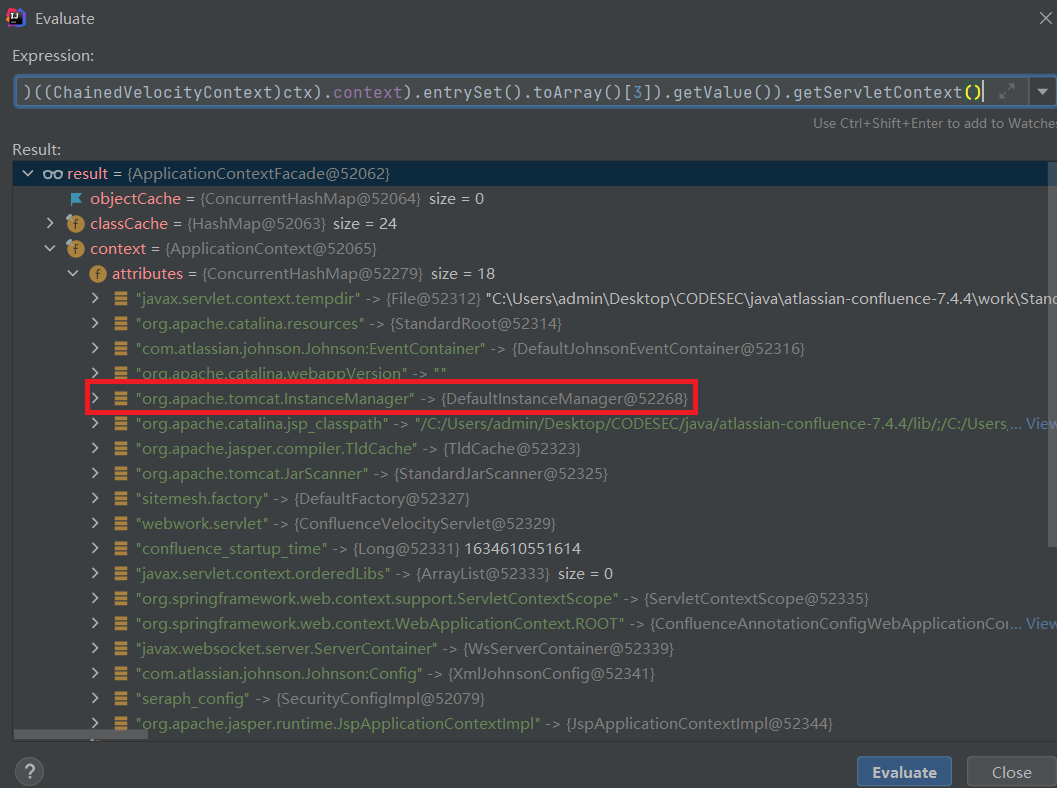 Evaluate
Expression:
)((ChainedVelocityContext)ctx).context).entrySet().toArray()[3]).getValue()).getServletContext()
Use Ctrl+Shift+Enter to add to Watches
Result:
result = {ApplicationContextFacade@52062}
objectCache = {ConcurrentHashMap@52064} size = 0
classCache = {HashMap@52063} size = 24
context = {ApplicationContext@52065}
attributes = {ConcurrentHashMap@52279} size = 18
"javax.servlet.context.tempdir" -> {File@52312} "C:\Users\admin\Desktop\CODESEC\java\atlassian-confluence-7.4.4\work\Stan
"org.apache.catalina.resources" -> {StandardRoot@52314}
"com.atlassian.johnson.Johnson:EventContainer" -> {DefaultJohnsonEventContainer@52316}
"org.apache.catalina.webappVersion" -> ""
"org.apache.tomcat.InstanceManager" -> {DefaultInstanceManager@52268}
"org.apache.catalina.jsp_classpath" -> "/C:/Users/admin/Desktop/CODESEC/java/atlassian-confluence-7.4.4/lib/;/C:/Users,... View
"org.apache.jasper.compiler.TldCache" -> {TldCache@52323}
"org.apache.tomcat.JarScanner" -> {StandardJarScanner@52325}
"sitemesh.factory" -> {DefaultFactory@52327}
"webwork.servlet" -> {ConfluenceVelocityServlet@52329}
"confluence_startup_time" -> {Long@52331} 1634610551614
"javax.servlet.context.orderedLibs" -> {ArrayList@52333} size = 0
"org.springframework.web.context.support.ServletContextScope" -> {ServletContextScope@52335}
"org.springframework.web.context.WebApplicationContext.ROOT" -> {ConfluenceAnnotationConfigWebApplicationCor... View
"javax.websocket.server.ServerContainer" -> {WsServerContainer@52339}
"com.atlassian.johnson.Johnson:Config" -> {XmlJohnsonConfig@52341}
"seraph_config" -> {SecurityConfigImpl@52079}
"org.apache.jasper.runtime.JspApplicationContextImpl" -> {JspApplicationContextImpl@52344}
?
Evaluate
Close